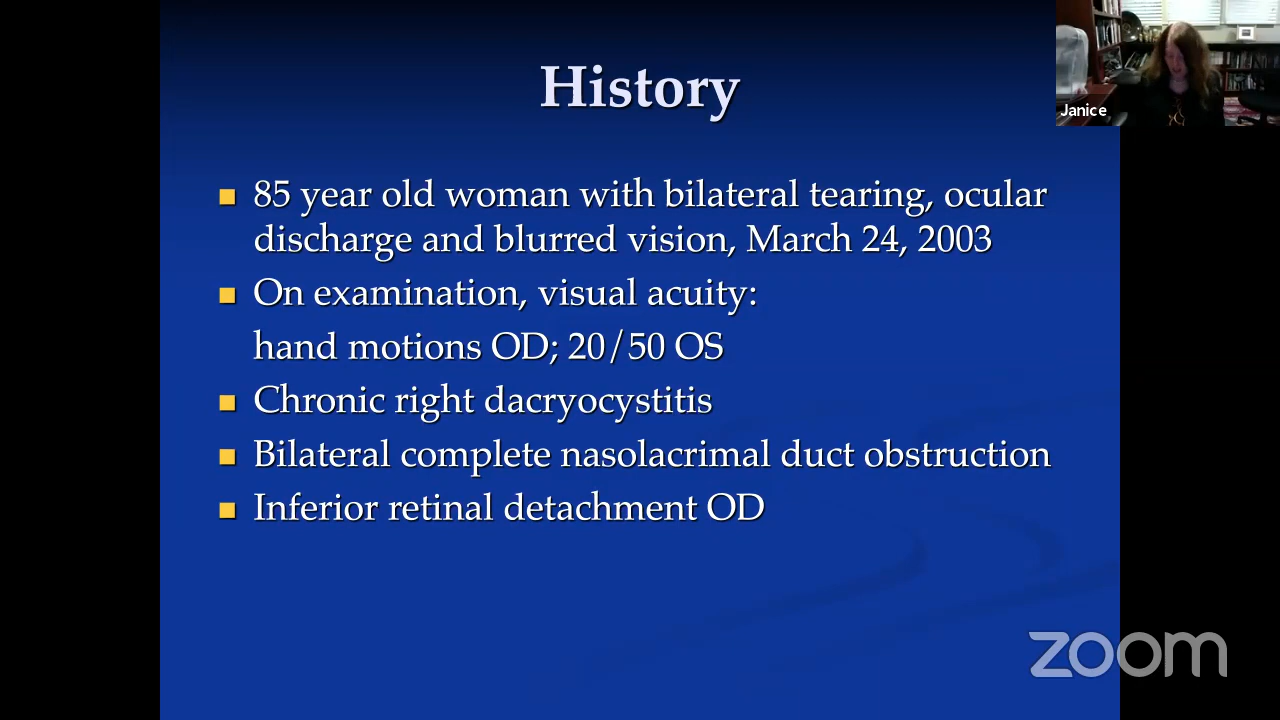 History
Janice
85 year old woman with bilateral tearing, ocular
discharge and blurred vision, March 24, 2003
On examination, visual acuity:
hand motions OD; 20/50 OS
Chronic right dacryocystitis
Bilateral complete nasolacrimal duct obstruction
Inferior retinal detachment OD
zoom